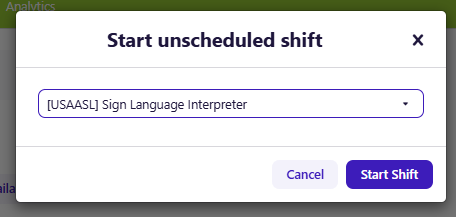 Analytics
Start unscheduled shift
[USAASL] Sign Language Interpreter
Cancel
Start Shift